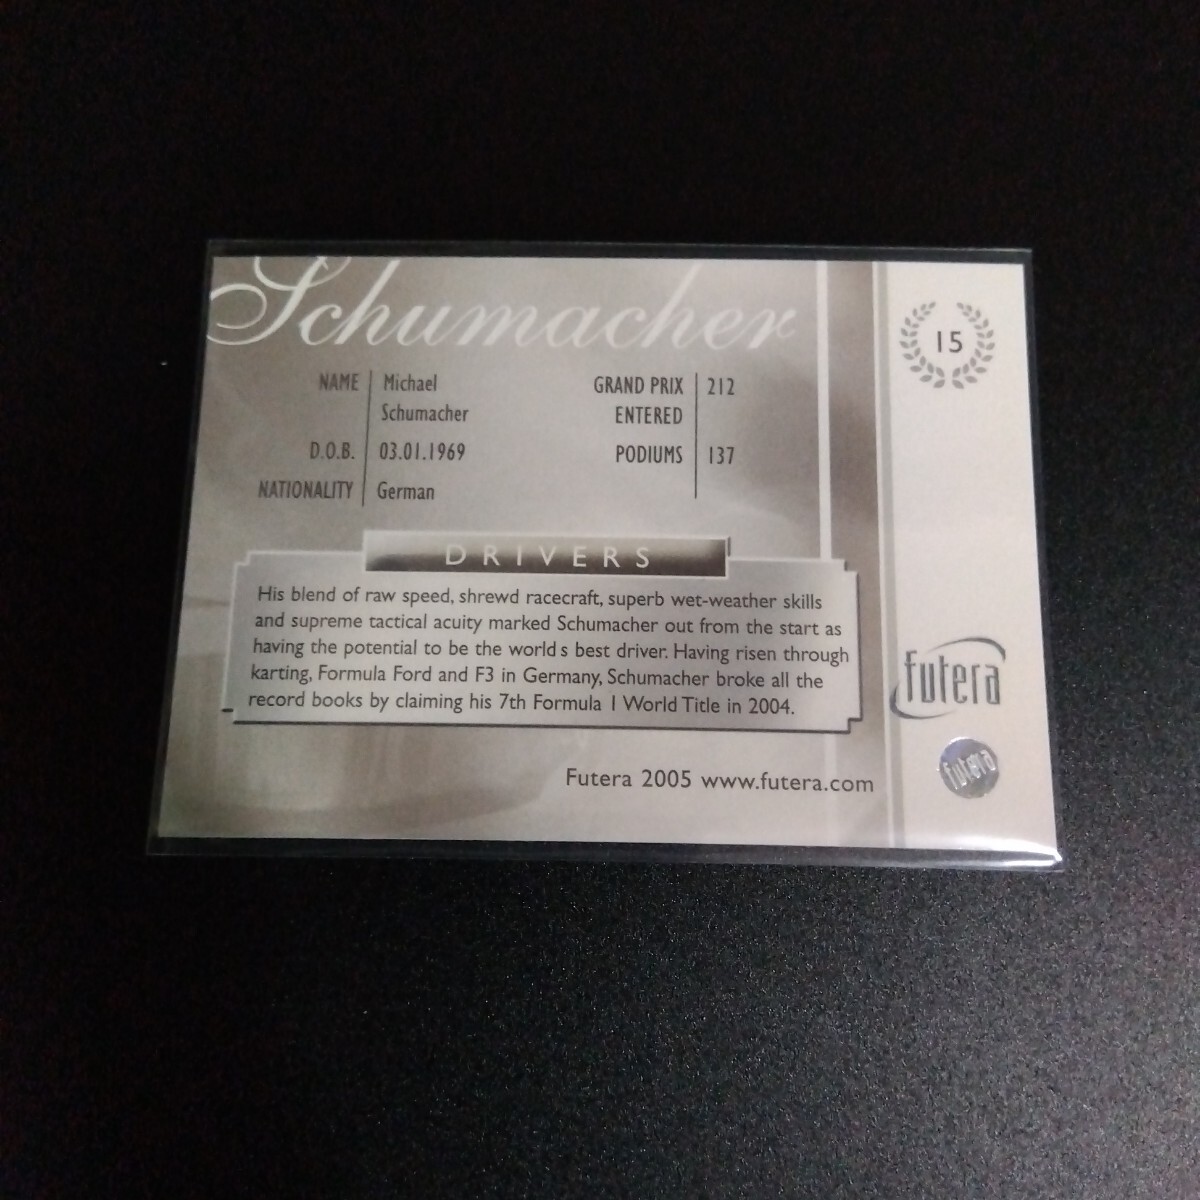 Schumacher
15
NAME Michael
Schumacher
D.O.B. 03.01.1969
NATIONALITY German
GRAND PRIX 212
ENTERED
PODIUMS 137
DRIVERS
His blend of raw speed, shrewd racecraft, superb wet-weather skills
and supreme tactical acuity marked Schumacher out from the start as
having the potential to be the world s best driver. Having risen through
karting, Formula Ford and F3 in Germany, Schumacher broke all the
record books by claiming his 7th Formula 1 World Title in 2004.
futera
futera
Futera 2005 www.futera.com